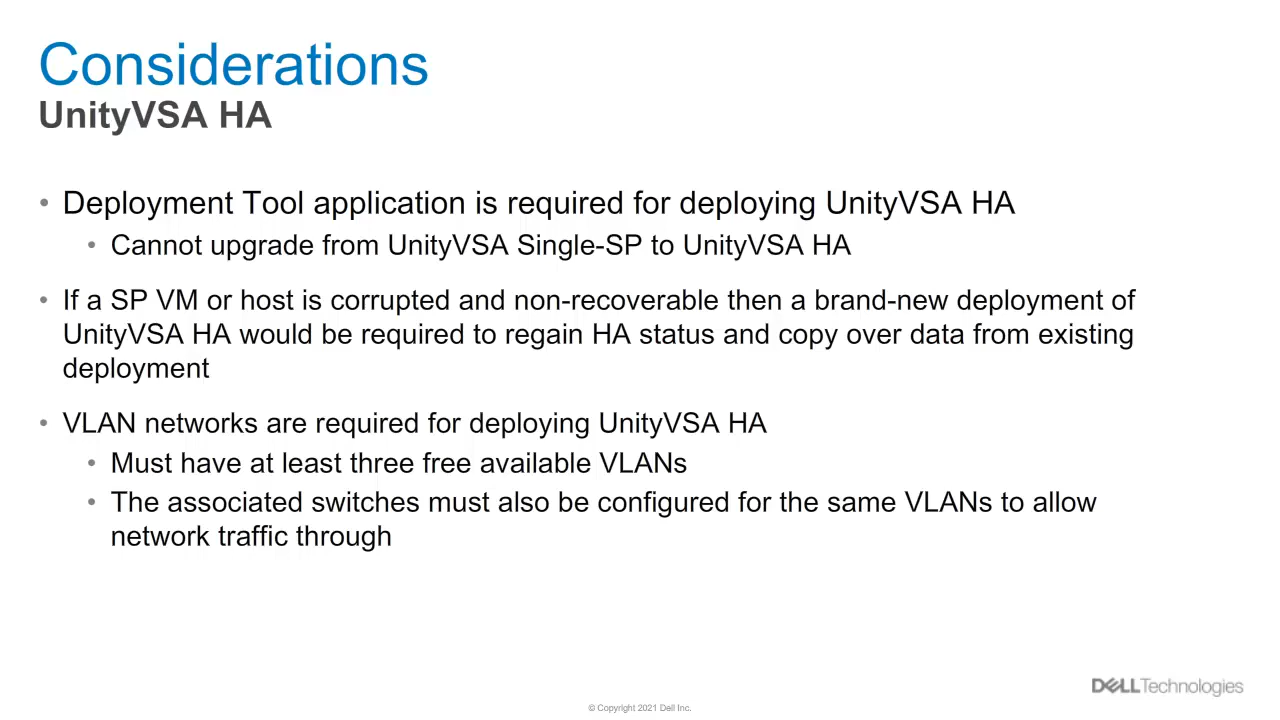 Considerations
UnityVSA HA
• Deployment Tool application is required for deploying UnityVSA HA
• Cannot upgrade from UnityVSA Single-SP to UnityVSA HA
• If a SP VM or host is corrupted and non-recoverable then a brand-new deployment of
UnityVSA HA would be required to regain HA status and copy over data from existing
deployment
• VLAN networks are required for deploying UnityVSA HA
• Must have at least three free available VLANs
• The associated switches must also be configured for the same VLANs to allow
network traffic through
DELLTechnologies
© Copyright 2021 Dell Inc.